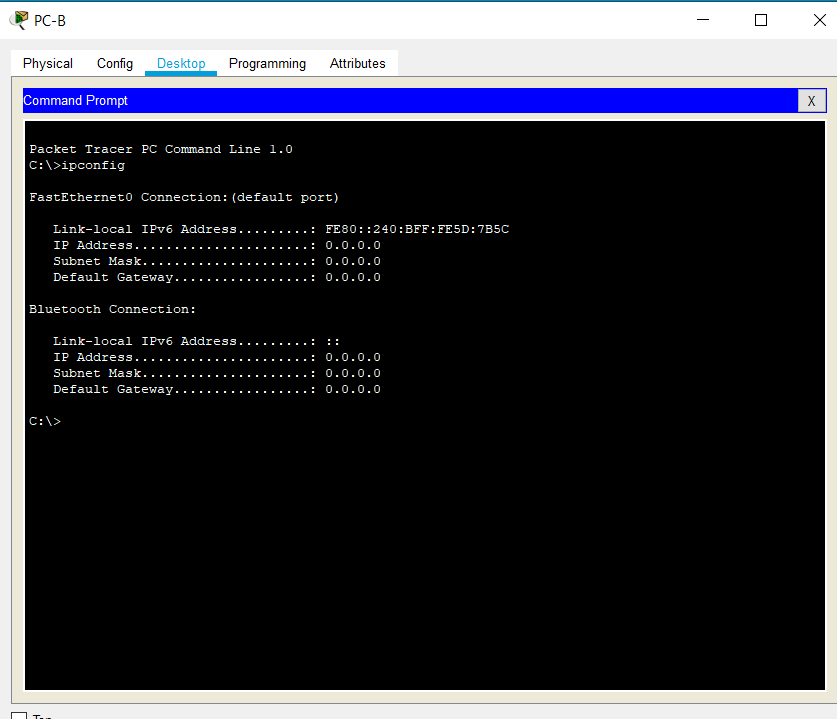 PC-B
Physical Config Desktop Programming Attributes
Command Prompt X
Packet Tracer PC Command Line 1.0
C:\>ipconfig
FastEthernet0 Connection:(default port)
Link-local IPv6 Address.........: FE80::240:BFF:FE5D:7B5C
IP Address......................: 0.0.0.0
Subnet Mask.....................: 0.0.0.0
Default Gateway.................: 0.0.0.0
Bluetooth Connection:
Link-local IPv6 Address.........: ::
IP Address......................: 0.0.0.0
Subnet Mask.....................: 0.0.0.0
Default Gateway.................: 0.0.0.0
C:\>
Top